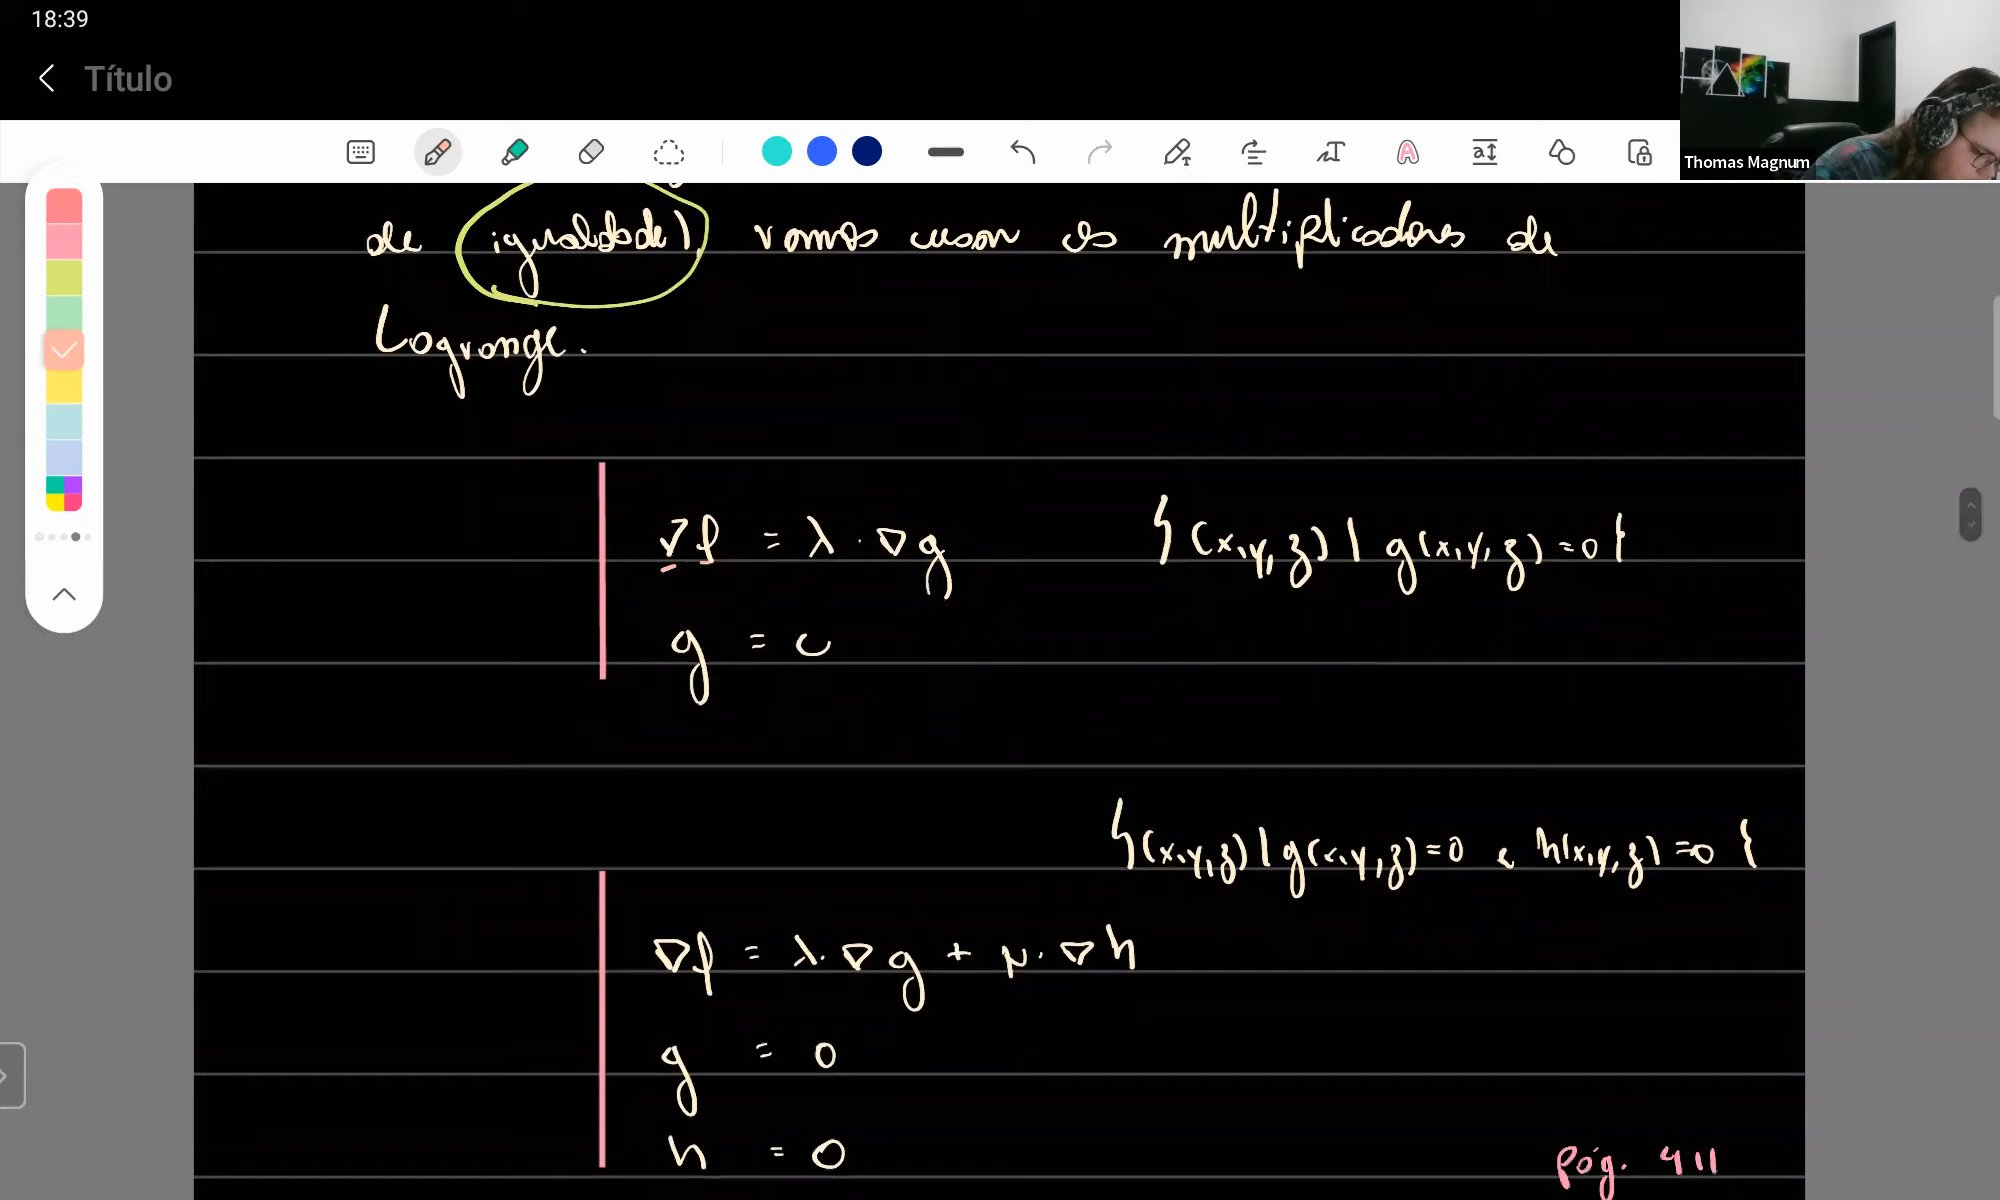 18:39
Título
Thomas Magnum
de igualdade), vamos usar os multiplicadores de
Lagrange.
∇f = λ · ∇g
{(x,y,z) | g(x,y,z) = 0}
g = c
{(x,y,z) | g(x,y,z) = 0 e h(x,y,z) = 0}
∇f = λ · ∇g + μ · ∇h
g = 0
h = 0
pág. 411